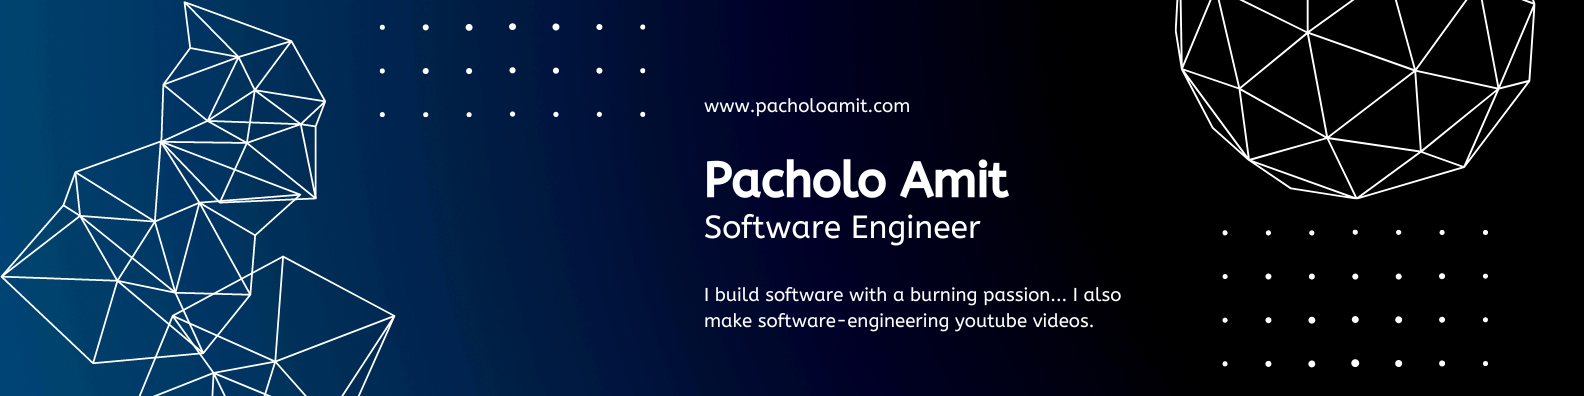 www.pacholoamit.com
Pacholo Amit
Software Engineer
I build software with a burning passion... I also
make software-engineering youtube videos.